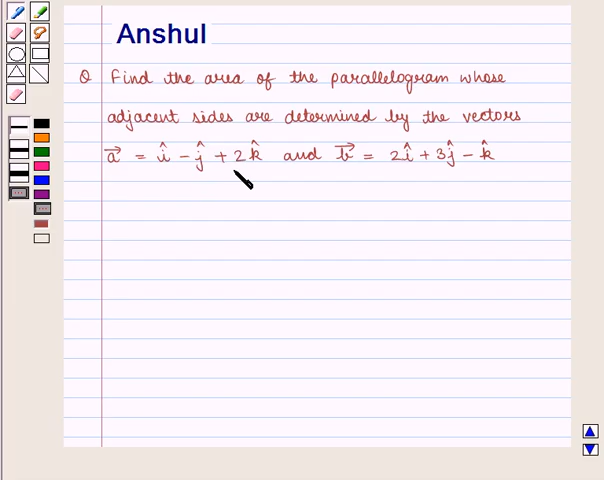 Anshul
Q Find the area of the parallelogram whose
adjacent sides are determined by the vectors
a⃗ = î - ĵ + 2k̂ and b⃗ = 2î + 3ĵ - k̂